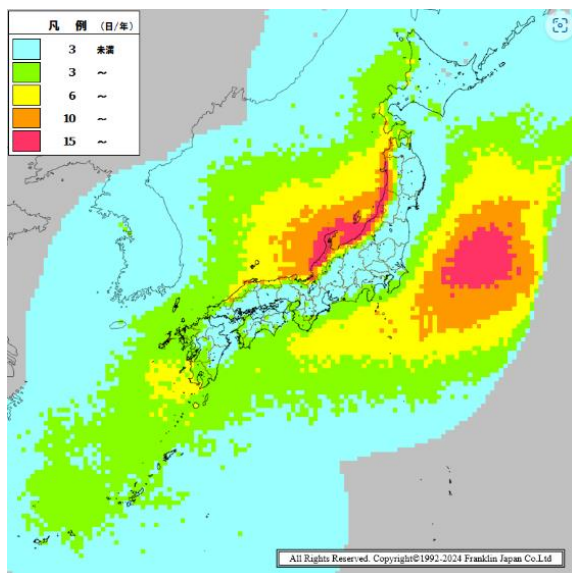 凡 例 (日/年)
3 未満
3 ~
6 ~
10 ~
15 ~
All Rights Reserved. Copyright©1992-2024 Franklin Japan Co.Ltd